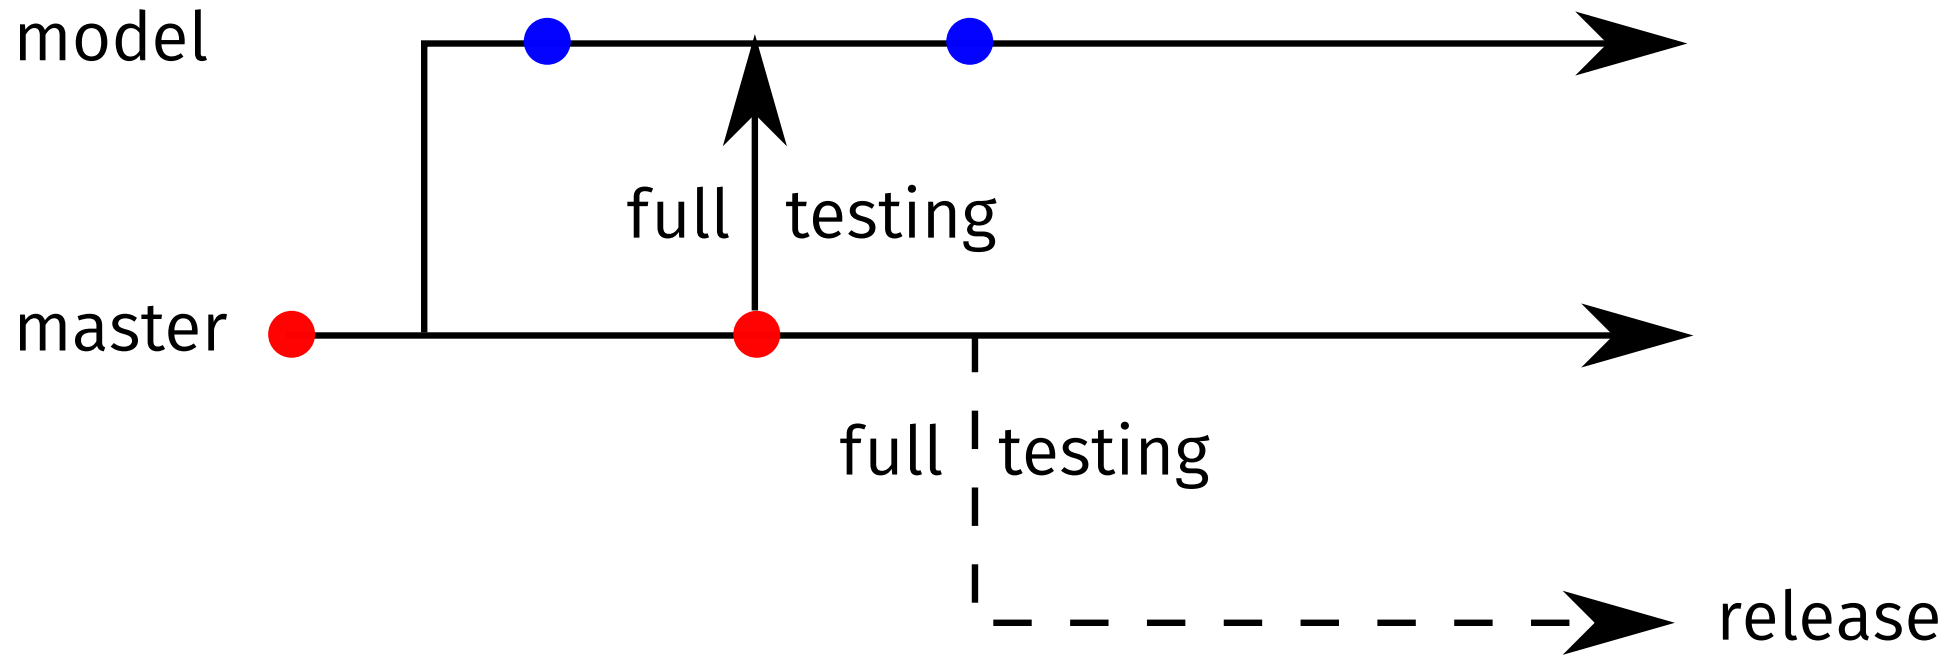 model
full testing
master
full testing
release